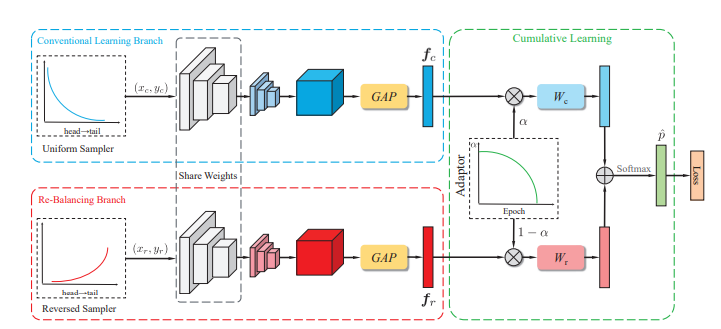 Conventional Learning Branch
(x_c, y_c)
head→tail
Uniform Sampler
GAP
f_c
Share Weights
Re-Balancing Branch
(x_r, y_r)
head→tail
Reversed Sampler
GAP
f_r
Cumulative Learning
W_c
α
Adaptor
α
Epoch
1 − α
W_r
Softmax
p̂
Loss